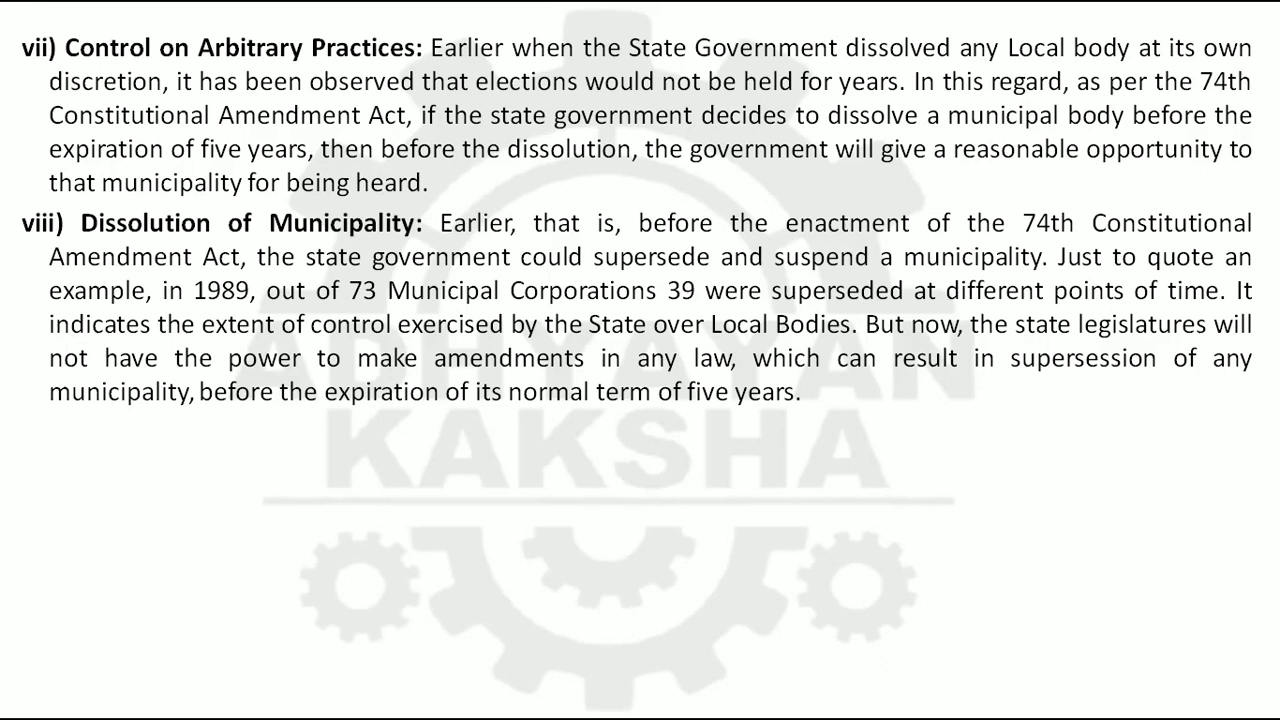 vii) Control on Arbitrary Practices: Earlier when the State Government dissolved any Local body at its own
discretion, it has been observed that elections would not be held for years. In this regard, as per the 74th
Constitutional Amendment Act, if the state government decides to dissolve a municipal body before the
expiration of five years, then before the dissolution, the government will give a reasonable opportunity to
that municipality for being heard.
viii) Dissolution of Municipality: Earlier, that is, before the enactment of the 74th Constitutional
Amendment Act, the state government could supersede and suspend a municipality. Just to quote an
example, in 1989, out of 73 Municipal Corporations 39 were superseded at different points of time. It
indicates the extent of control exercised by the State over Local Bodies. But now, the state legislatures will
not have the power to make amendments in any law, which can result in supersession of any
municipality, before the expiration of its normal term of five years.
ADHYAYAN
KAKSHA